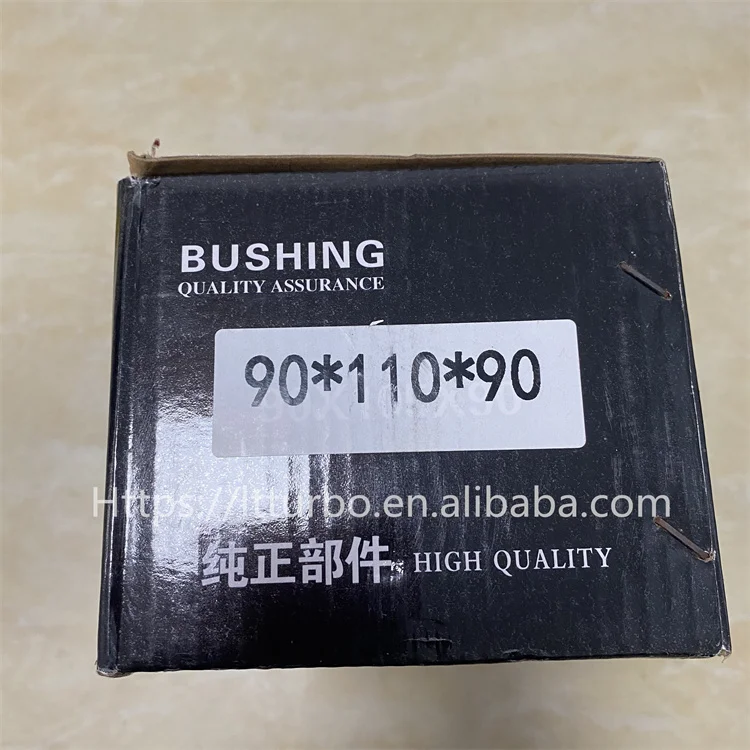 BUSHING
QUALITY ASSURANCE
90*110*90
Https://ltturbo.en.alibaba.com
纯正部件 HIGH QUALITY